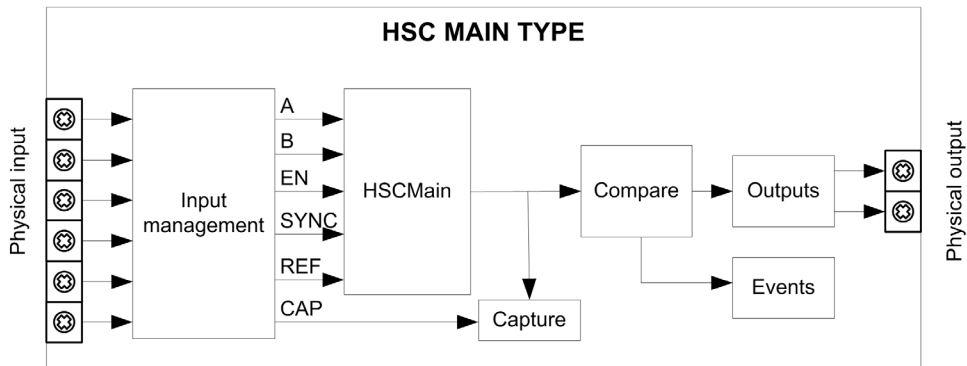 HSC MAIN TYPE
Physical input
Input
management
A
B
EN
SYNC
REF
CAP
HSCMain
Capture
Compare
Outputs
Events
Physical output